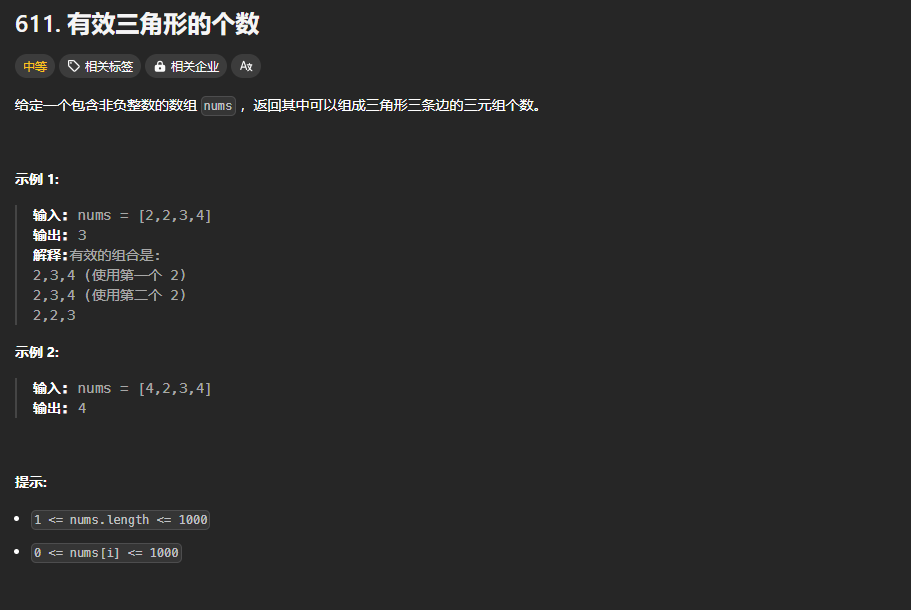 611. 有效三角形的个数
中等 相关标签 相关企业 Ax
给定一个包含非负整数的数组 nums ，返回其中可以组成三角形三条边的三元组个数。
示例 1:
输入: nums = [2,2,3,4]
输出: 3
解释:有效的组合是:
2,3,4 (使用第一个 2)
2,3,4 (使用第二个 2)
2,2,3
示例 2:
输入: nums = [4,2,3,4]
输出: 4
提示:
1 <= nums.length <= 1000
0 <= nums[i] <= 1000